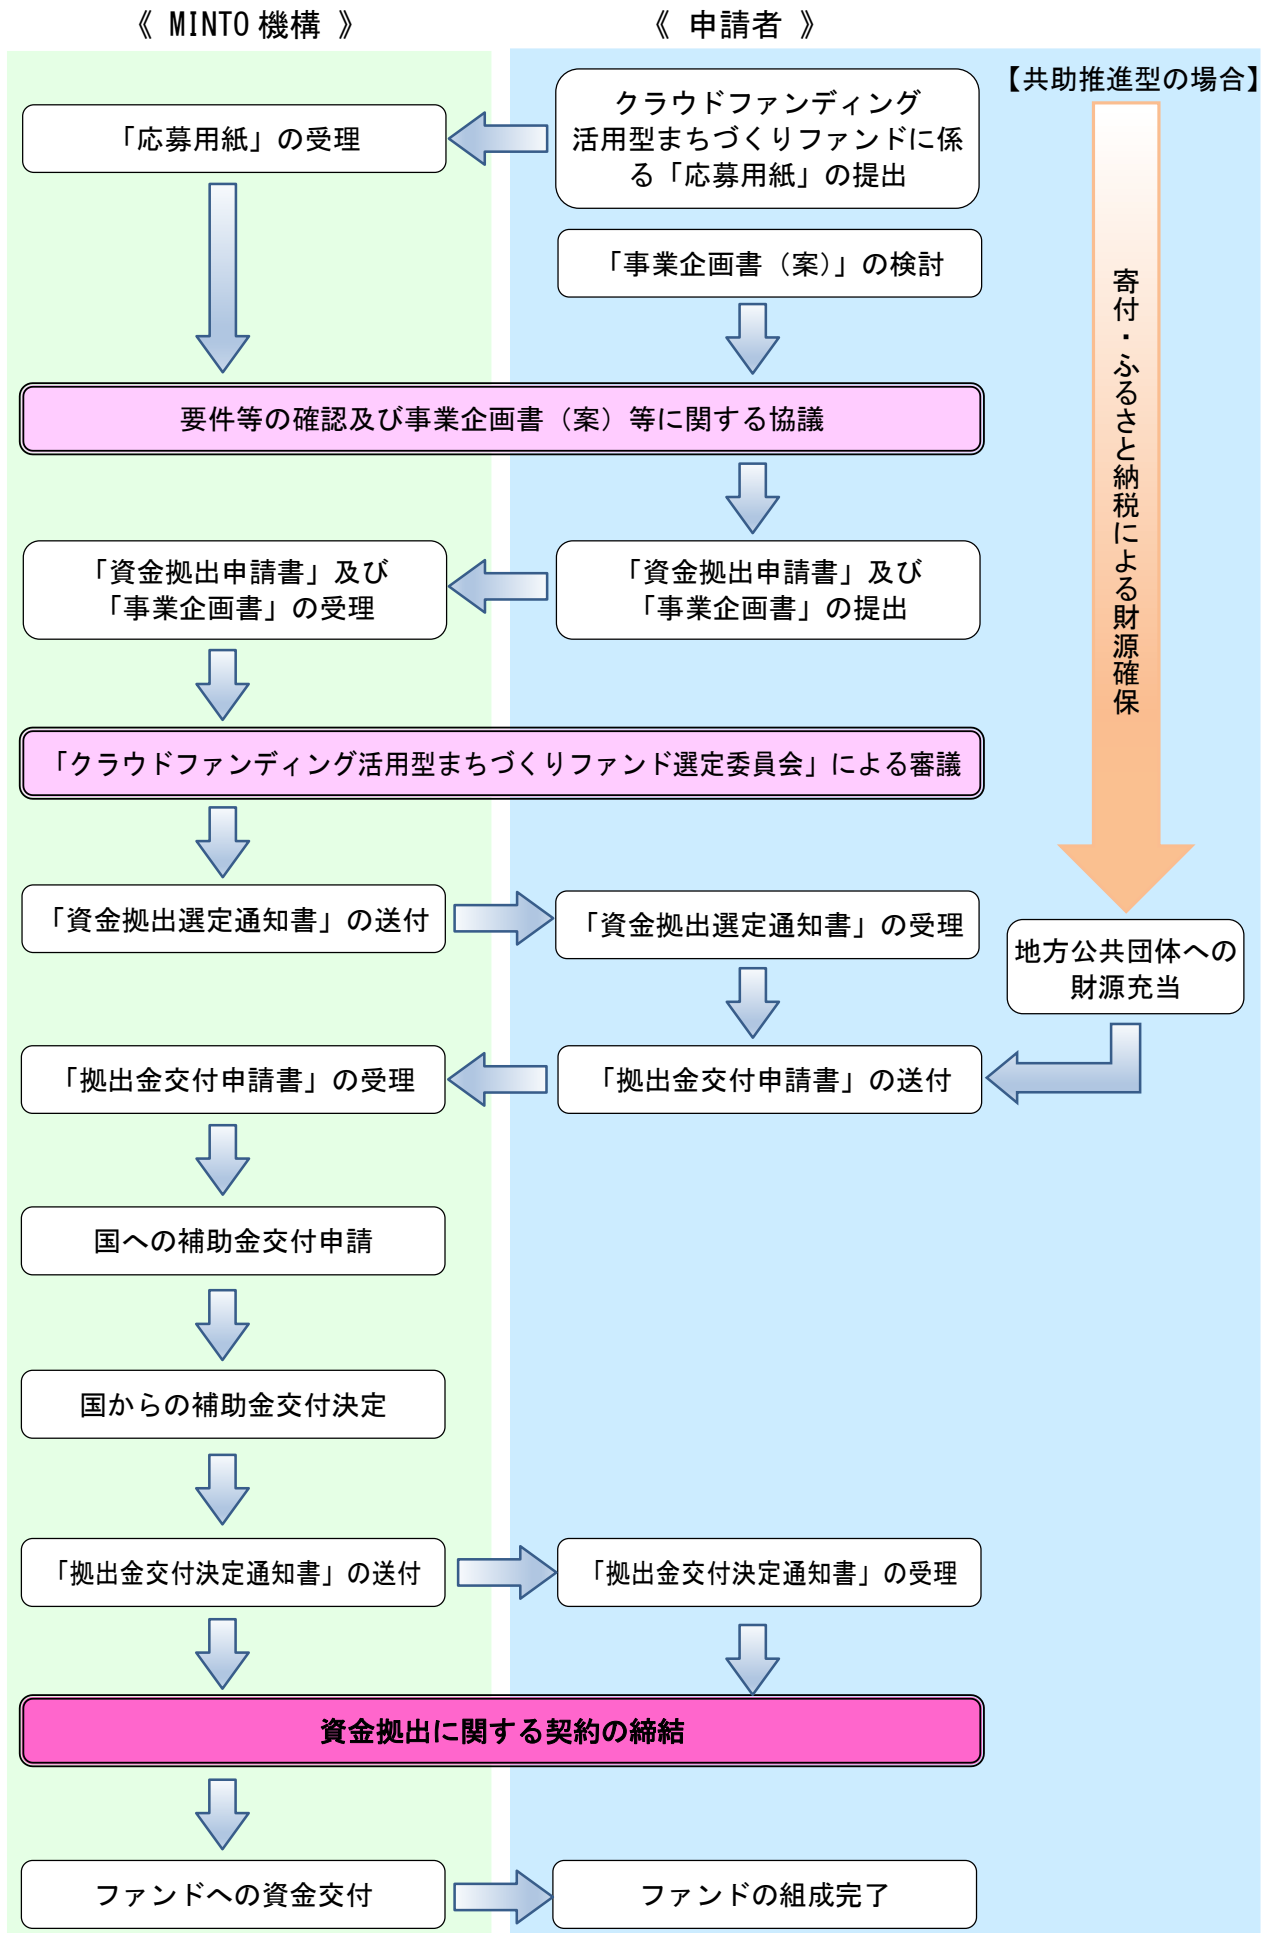 《 MINTO機構 》
《 申請者 》
【共助推進型の場合】
クラウドファンディング
活用型まちづくりファンドに係
る「応募用紙」の提出
「応募用紙」の受理
「事業企画書（案）」の検討
寄付・ふるさと納税による財源確保
要件等の確認及び事業企画書（案）等に関する協議
「資金拠出申請書」及び
「事業企画書」の受理
「資金拠出申請書」及び
「事業企画書」の提出
「クラウドファンディング活用型まちづくりファンド選定委員会」による審議
「資金拠出選定通知書」の送付
「資金拠出選定通知書」の受理
地方公共団体への
財源充当
「拠出金交付申請書」の受理
「拠出金交付申請書」の送付
国への補助金交付申請
国からの補助金交付決定
「拠出金交付決定通知書」の送付
「拠出金交付決定通知書」の受理
資金拠出に関する契約の締結
ファンドへの資金交付
ファンドの組成完了